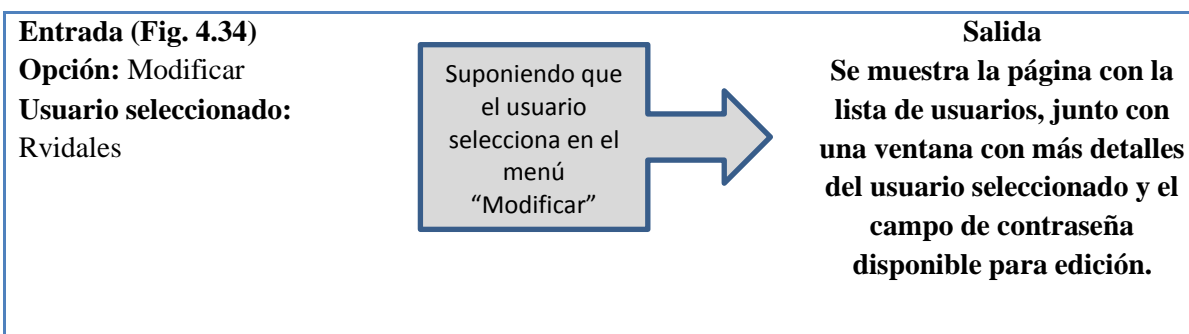 Entrada (Fig. 4.34)
Opción: Modificar
Usuario seleccionado:
Rvidales
Suponiendo que
el usuario
selecciona en el
menú
“Modificar”
Salida
Se muestra la página con la
lista de usuarios, junto con
una ventana con más detalles
del usuario seleccionado y el
campo de contraseña
disponible para edición.